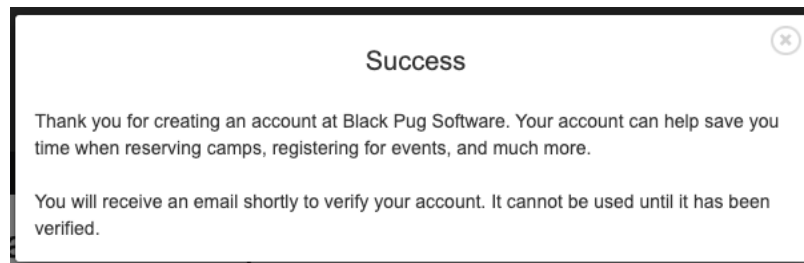 Success
Thank you for creating an account at Black Pug Software. Your account can help save you
time when reserving camps, registering for events, and much more.
You will receive an email shortly to verify your account. It cannot be used until it has been
verified.